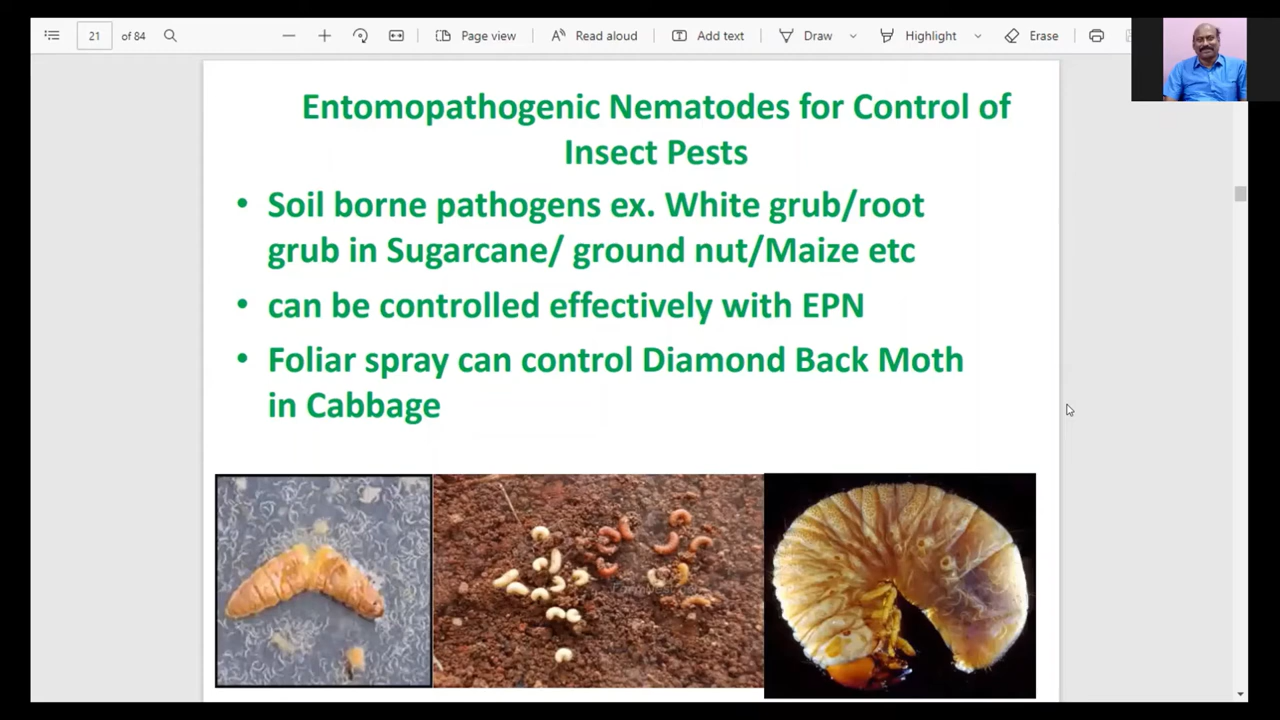 21 of 84 Page view Read aloud Add text Draw Highlight Erase
Entomopathogenic Nematodes for Control of
Insect Pests
• Soil borne pathogens ex. White grub/root
grub in Sugarcane/ ground nut/Maize etc
• can be controlled effectively with EPN
• Foliar spray can control Diamond Back Moth
in Cabbage